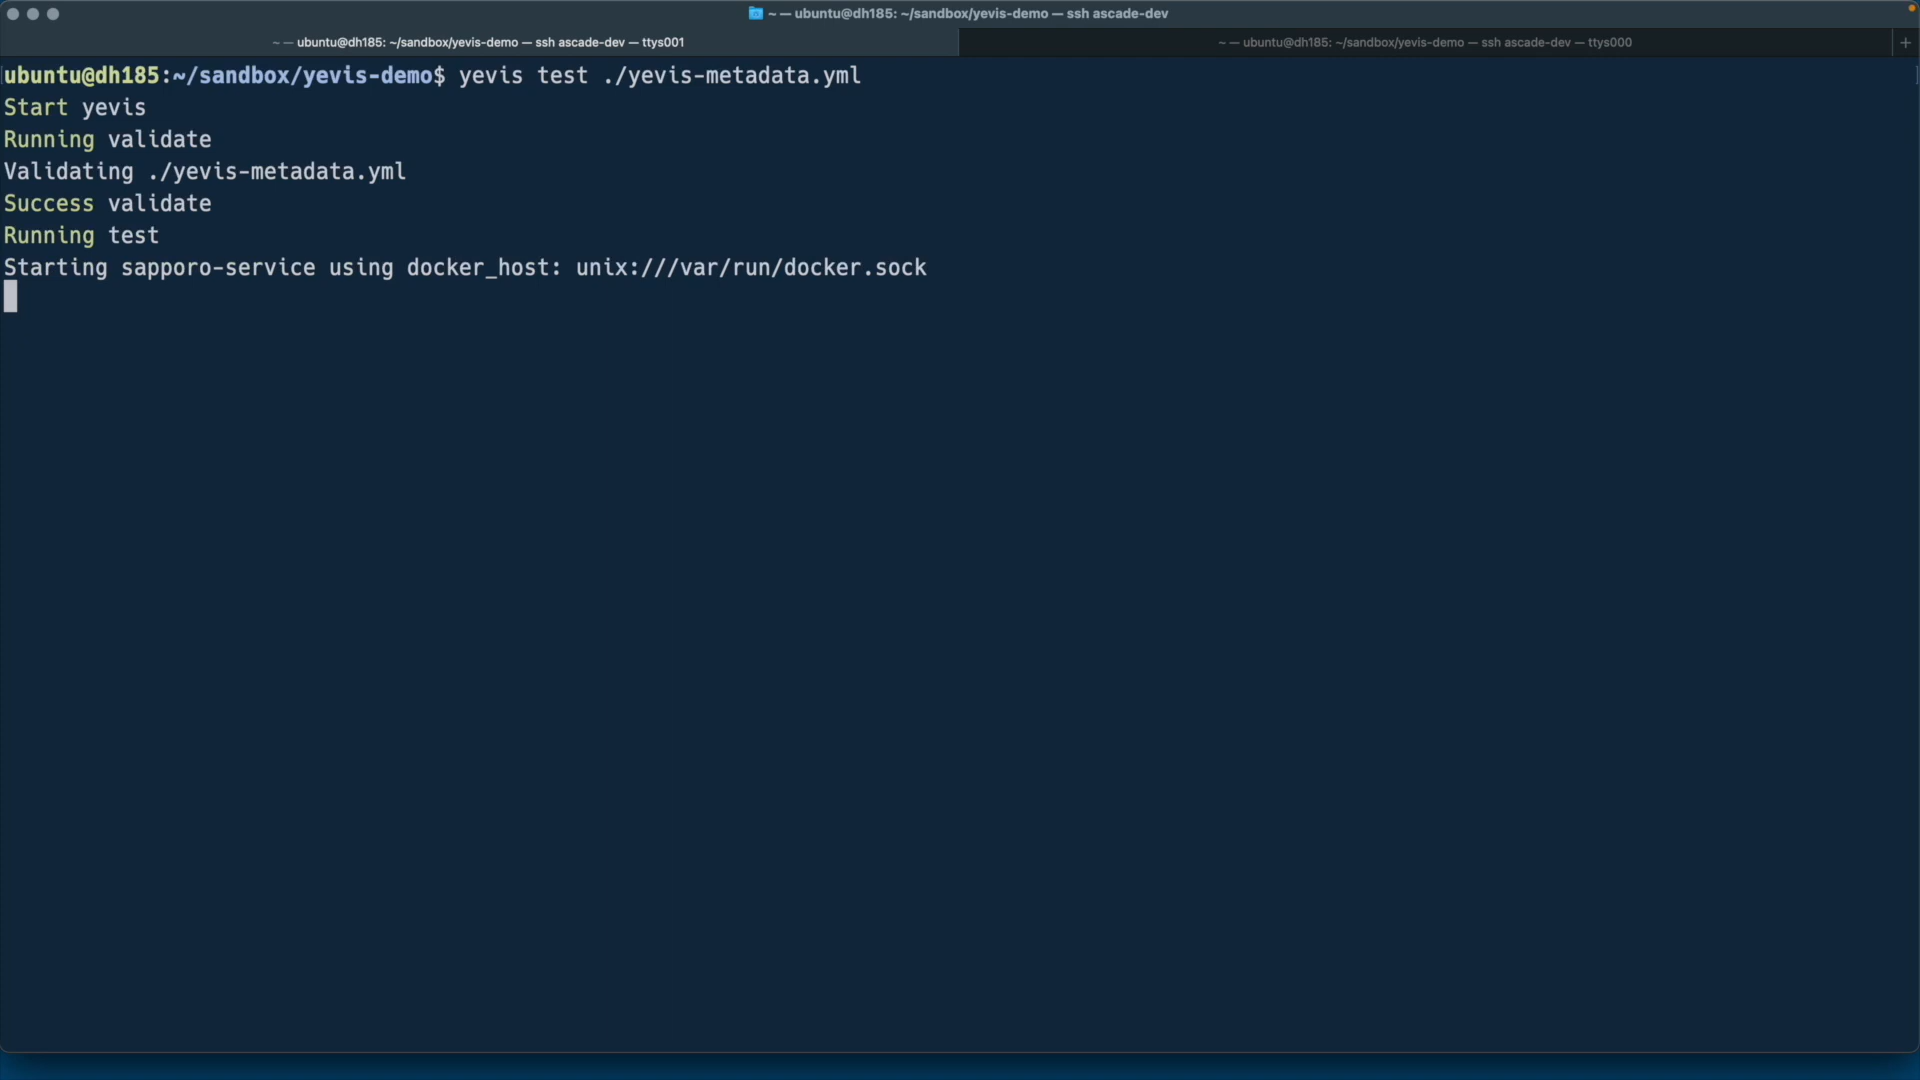 ~ — ubuntu@dh185: ~/sandbox/yevis-demo — ssh ascade-dev
~ — ubuntu@dh185: ~/sandbox/yevis-demo — ssh ascade-dev — ttys001
~ — ubuntu@dh185: ~/sandbox/yevis-demo — ssh ascade-dev — ttys000
+
ubuntu@dh185:~/sandbox/yevis-demo$ yevis test ./yevis-metadata.yml
Start yevis
Running validate
Validating ./yevis-metadata.yml
Success validate
Running test
Starting sapporo-service using docker_host: unix:///var/run/docker.sock